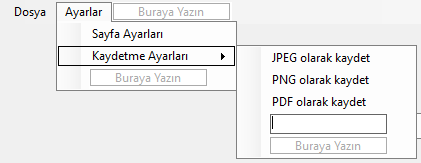 Dosya Ayarlar Buraya Yazın
Sayfa Ayarları
Kaydetme Ayarları
Buraya Yazın
JPEG olarak kaydet
PNG olarak kaydet
PDF olarak kaydet
Buraya Yazın